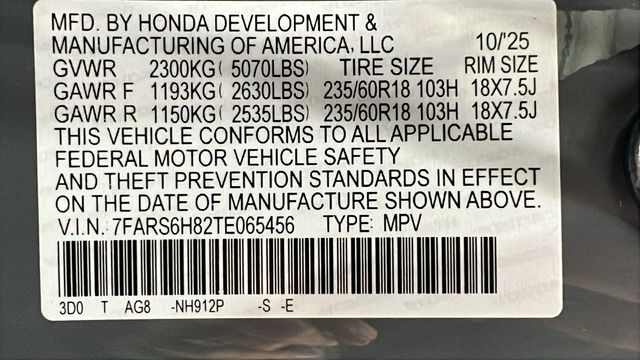 MFD. BY HONDA DEVELOPMENT &
MANUFACTURING OF AMERICA, LLC 10/'25
GVWR 2300KG( 5070LBS) TIRE SIZE RIM SIZE
GAWR F 1193KG( 2630LBS) 235/60R18 103H 18X7.5J
GAWR R 1150KG( 2535LBS) 235/60R18 103H 18X7.5J
THIS VEHICLE CONFORMS TO ALL APPLICABLE
FEDERAL MOTOR VEHICLE SAFETY
AND THEFT PREVENTION STANDARDS IN EFFECT
ON THE DATE OF MANUFACTURE SHOWN ABOVE.
V.I.N: 7FARS6H82TE065456 TYPE: MPV
3D0 T AG8 -NH912P -S -E